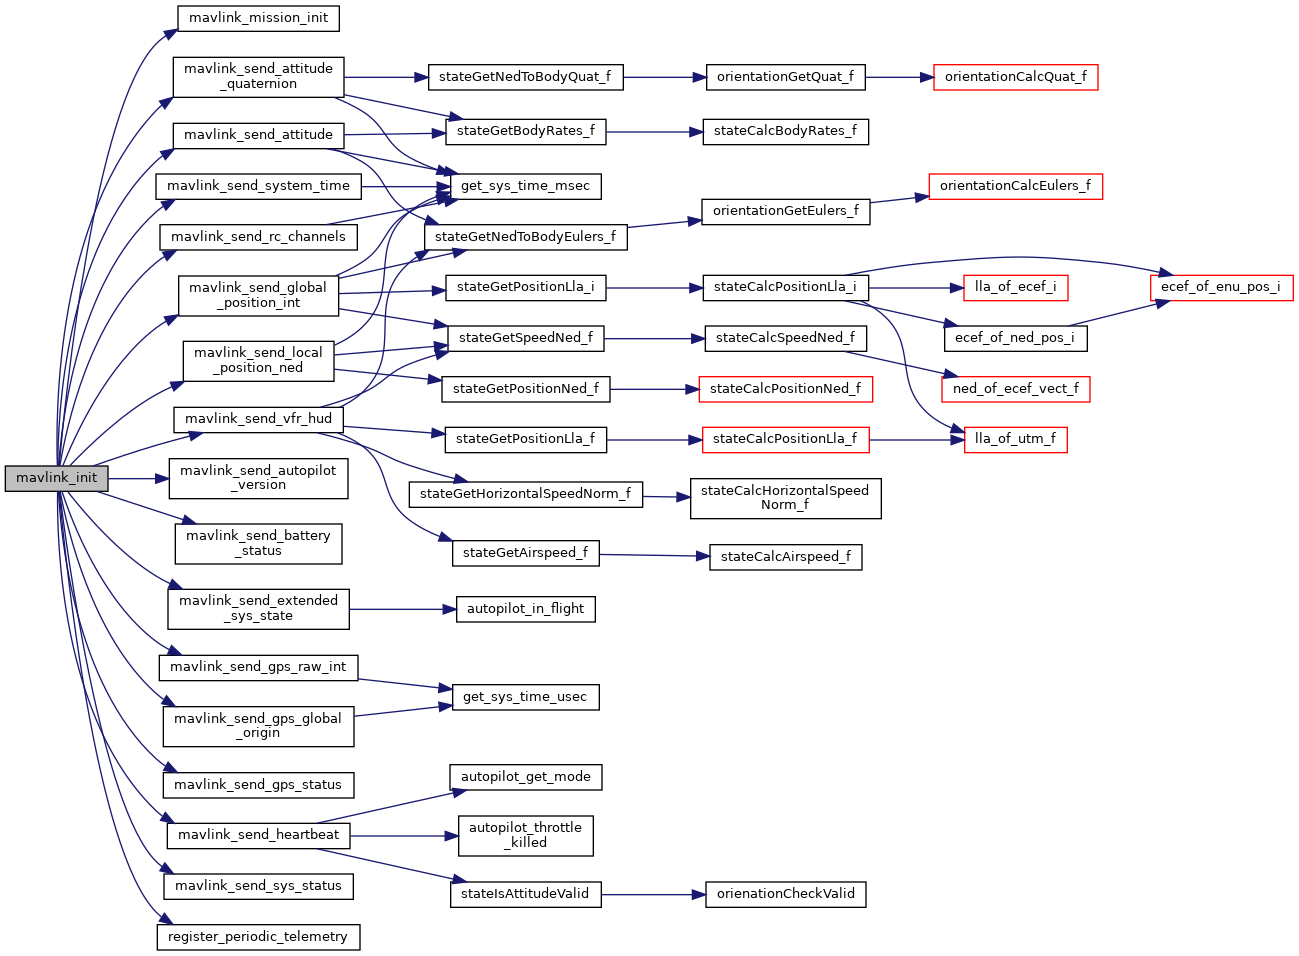 mavlink_init
mavlink_mission_init
mavlink_send_attitude
_quaternion
mavlink_send_attitude
mavlink_send_system_time
mavlink_send_rc_channels
mavlink_send_global
_position_int
mavlink_send_local
_position_ned
mavlink_send_vfr_hud
mavlink_send_autopilot
_version
mavlink_send_battery
_status
mavlink_send_extended
_sys_state
mavlink_send_gps_raw_int
mavlink_send_gps_global
_origin
mavlink_send_gps_status
mavlink_send_heartbeat
mavlink_send_sys_status
register_periodic_telemetry
stateGetNedToBodyQuat_f
stateGetBodyRates_f
get_sys_time_msec
stateGetNedToBodyEulers_f
stateGetPositionLla_i
stateGetSpeedNed_f
stateGetPositionNed_f
stateGetPositionLla_f
stateGetHorizontalSpeedNorm_f
stateGetAirspeed_f
autopilot_in_flight
get_sys_time_usec
autopilot_get_mode
autopilot_throttle
_killed
stateIsAttitudeValid
orientationGetQuat_f
stateCalcBodyRates_f
orientationGetEulers_f
stateCalcPositionLla_i
stateCalcSpeedNed_f
stateCalcPositionNed_f
stateCalcPositionLla_f
stateCalcHorizontalSpeed
Norm_f
stateCalcAirspeed_f
orienationCheckValid
orientationCalcQuat_f
orientationCalcEulers_f
lla_of_ecef_i
ecef_of_ned_pos_i
ned_of_ecef_vect_f
lla_of_utm_f
ecef_of_enu_pos_i